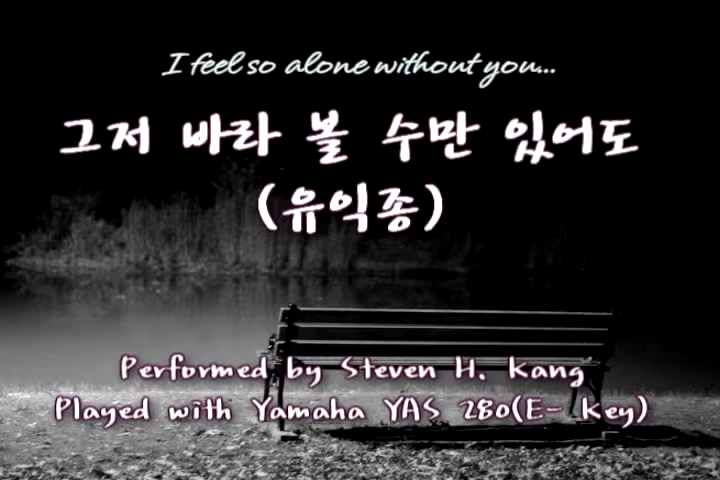 I feel so alone without you...
그저 바라 볼 수만 있어도
(유익종)
Performed by Steven H. Kang
Played with Yamaha YAS 280(E- Key)